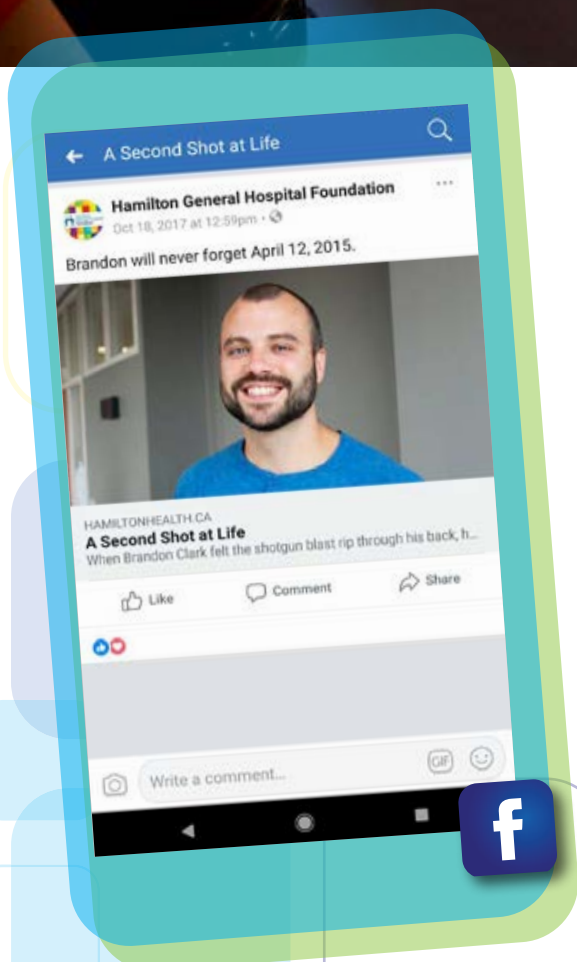 A Second Shot at Life
Hamilton General Hospital Foundation
Oct 18, 2017 at 12:59pm •
Brandon will never forget April 12, 2015.
HAMILTONHEALTH.CA
A Second Shot at Life
When Brandon Clark felt the shotgun blast rip through his back, h...
Like Comment Share
Write a comment... GIF
f